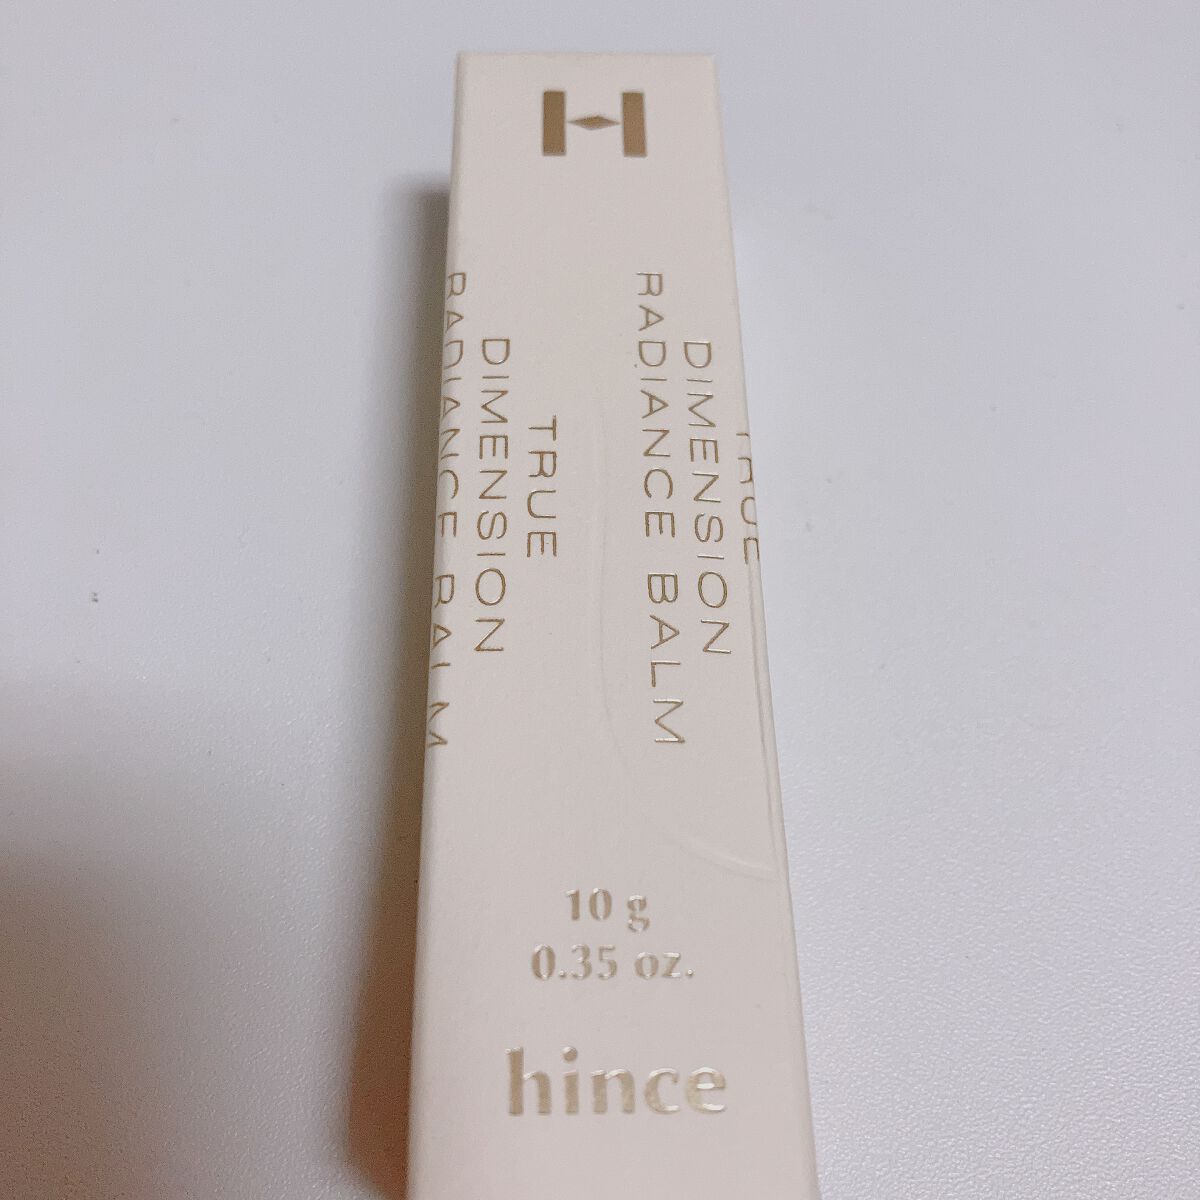 H
TRUE
DIMENSION
RADIANCE BALM
TRUE
DIMENSION
RADIANCE BALM
10 g
0.35 oz.
hince